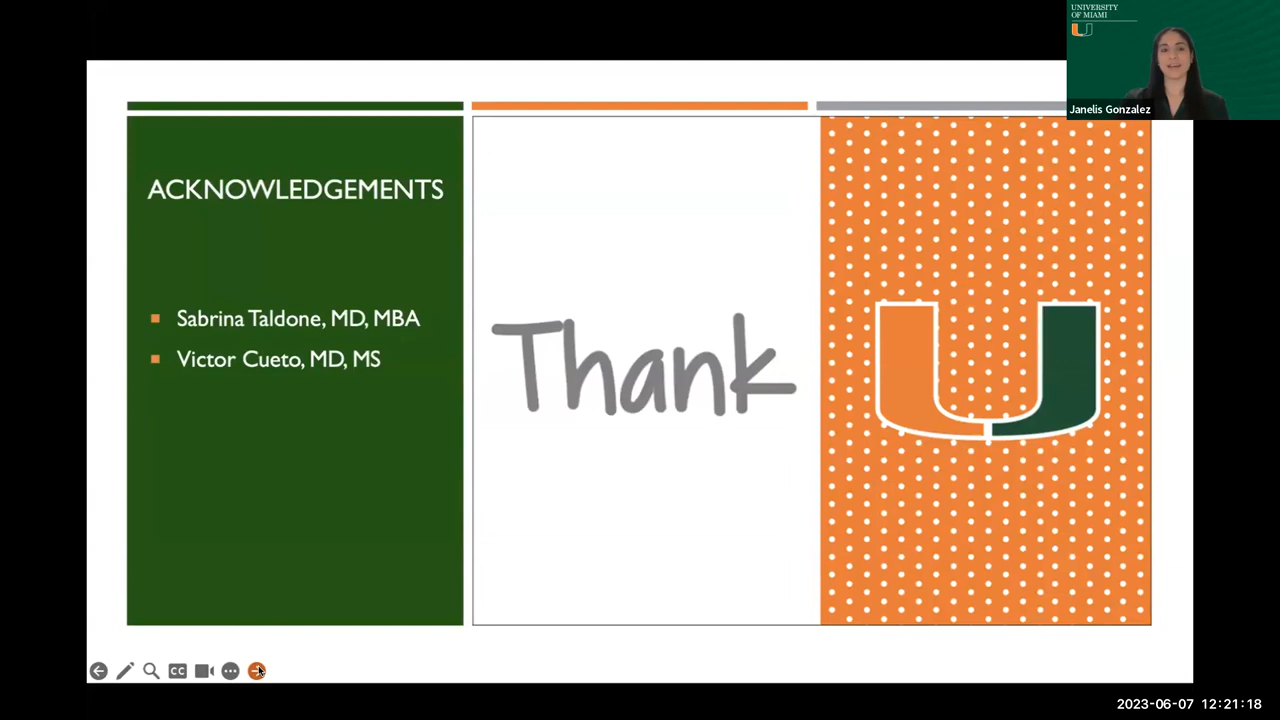 UNIVERSITY
OF MIAMI
Janelis Gonzalez
ACKNOWLEDGEMENTS
Sabrina Taldone, MD, MBA
Victor Cueto, MD, MS
Thank
U
CC
2023-06-07 12:21:18